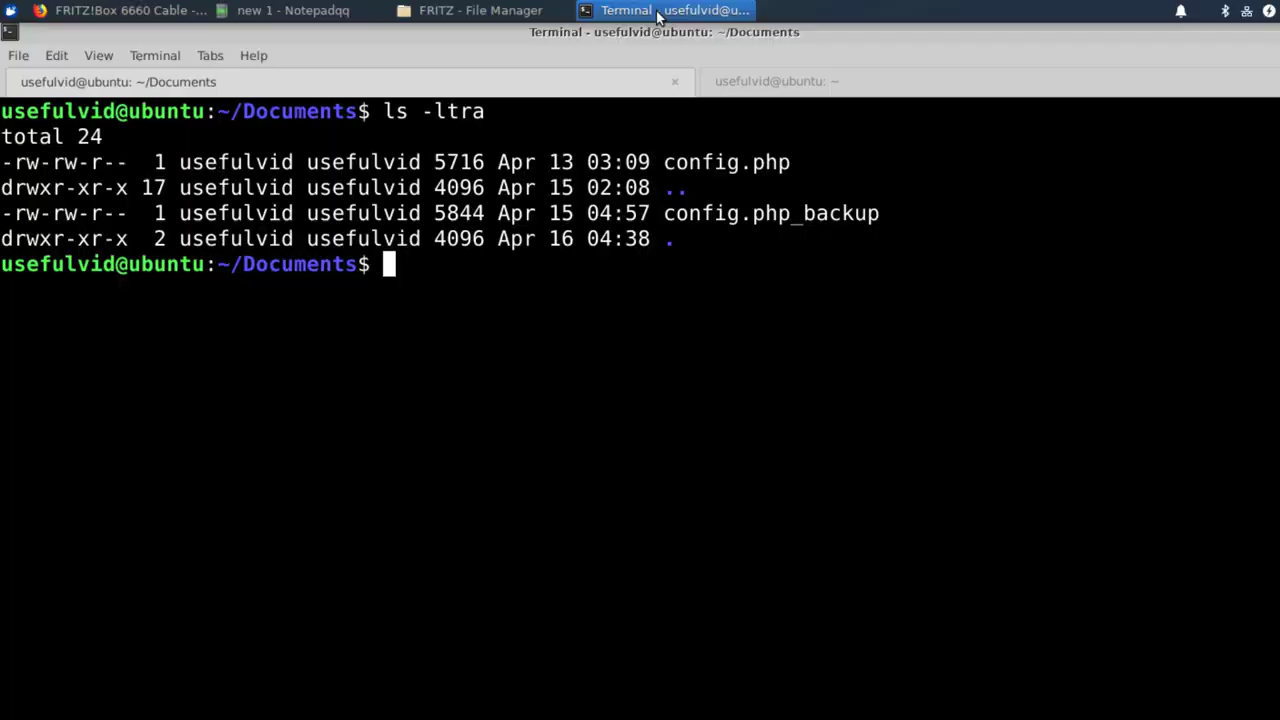 FRITZ!Box 6660 Cable -... new 1 - Notepadqq FRITZ - File Manager Terminal - usefulvid@u...
Terminal - usefulvid@ubuntu: ~/Documents
File Edit View Terminal Tabs Help
usefulvid@ubuntu: ~/Documents × usefulvid@ubuntu: ~
usefulvid@ubuntu:~/Documents$ ls -ltra
total 24
-rw-rw-r-- 1 usefulvid usefulvid 5716 Apr 13 03:09 config.php
drwxr-xr-x 17 usefulvid usefulvid 4096 Apr 15 02:08 ..
-rw-rw-r-- 1 usefulvid usefulvid 5844 Apr 15 04:57 config.php_backup
drwxr-xr-x 2 usefulvid usefulvid 4096 Apr 16 04:38 .
usefulvid@ubuntu:~/Documents$